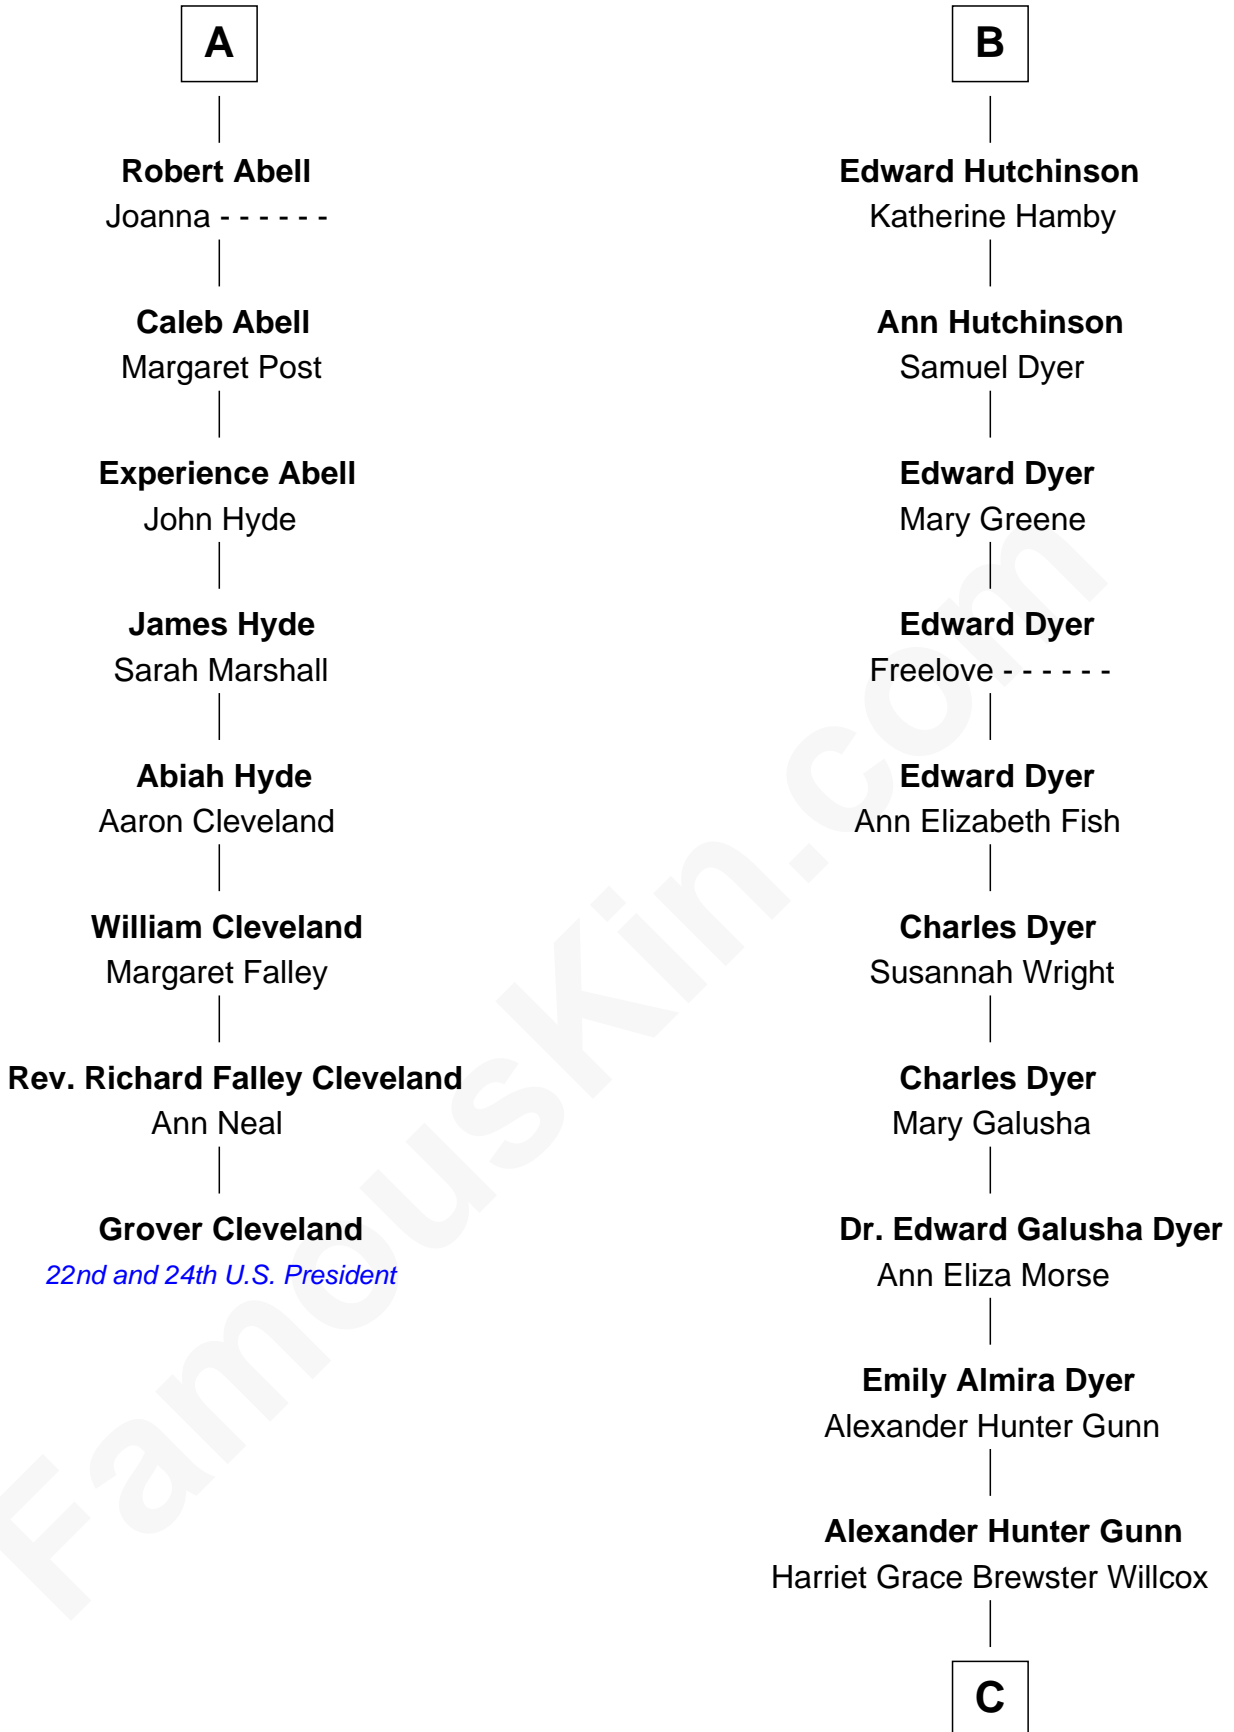 A
Robert Abell
Joanna - - - - - -
Caleb Abell
Margaret Post
Experience Abell
John Hyde
James Hyde
Sarah Marshall
Abiah Hyde
Aaron Cleveland
William Cleveland
Margaret Falley
Rev. Richard Falley Cleveland
Ann Neal
Grover Cleveland
22nd and 24th U.S. President
B
Edward Hutchinson
Katherine Hamby
Ann Hutchinson
Samuel Dyer
Edward Dyer
Mary Greene
Edward Dyer
Freelove - - - - - -
Edward Dyer
Ann Elizabeth Fish
Charles Dyer
Susannah Wright
Charles Dyer
Mary Galusha
Dr. Edward Galusha Dyer
Ann Eliza Morse
Emily Almira Dyer
Alexander Hunter Gunn
Alexander Hunter Gunn
Harriet Grace Brewster Willcox
C
FamousKin.com